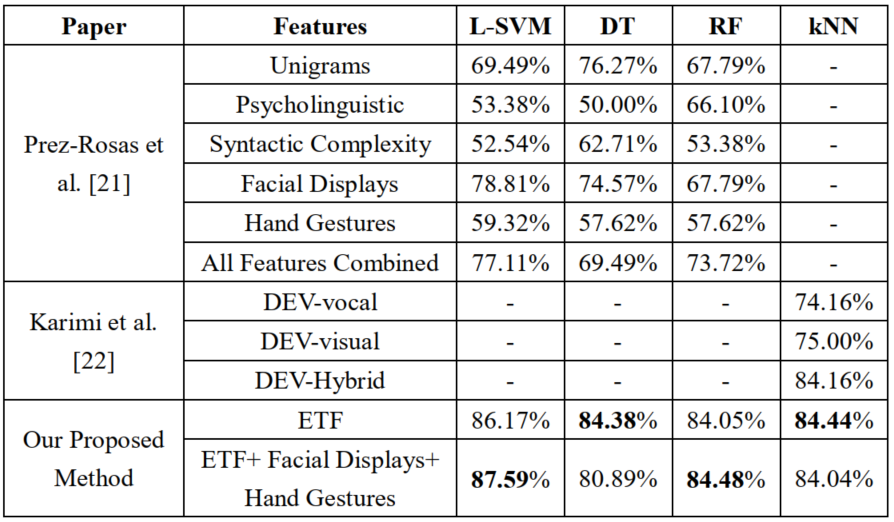 Paper Features L-SVM DT RF kNN
Prez-Rosas et al. [21]
Unigrams 69.49% 76.27% 67.79% -
Psycholinguistic 53.38% 50.00% 66.10% -
Syntactic Complexity 52.54% 62.71% 53.38% -
Facial Displays 78.81% 74.57% 67.79% -
Hand Gestures 59.32% 57.62% 57.62% -
All Features Combined 77.11% 69.49% 73.72% -
Karimi et al. [22]
DEV-vocal - - - 74.16%
DEV-visual - - - 75.00%
DEV-Hybrid - - - 84.16%
Our Proposed Method
ETF 86.17% 84.38% 84.05% 84.44%
ETF+ Facial Displays+
Hand Gestures 87.59% 80.89% 84.48% 84.04%